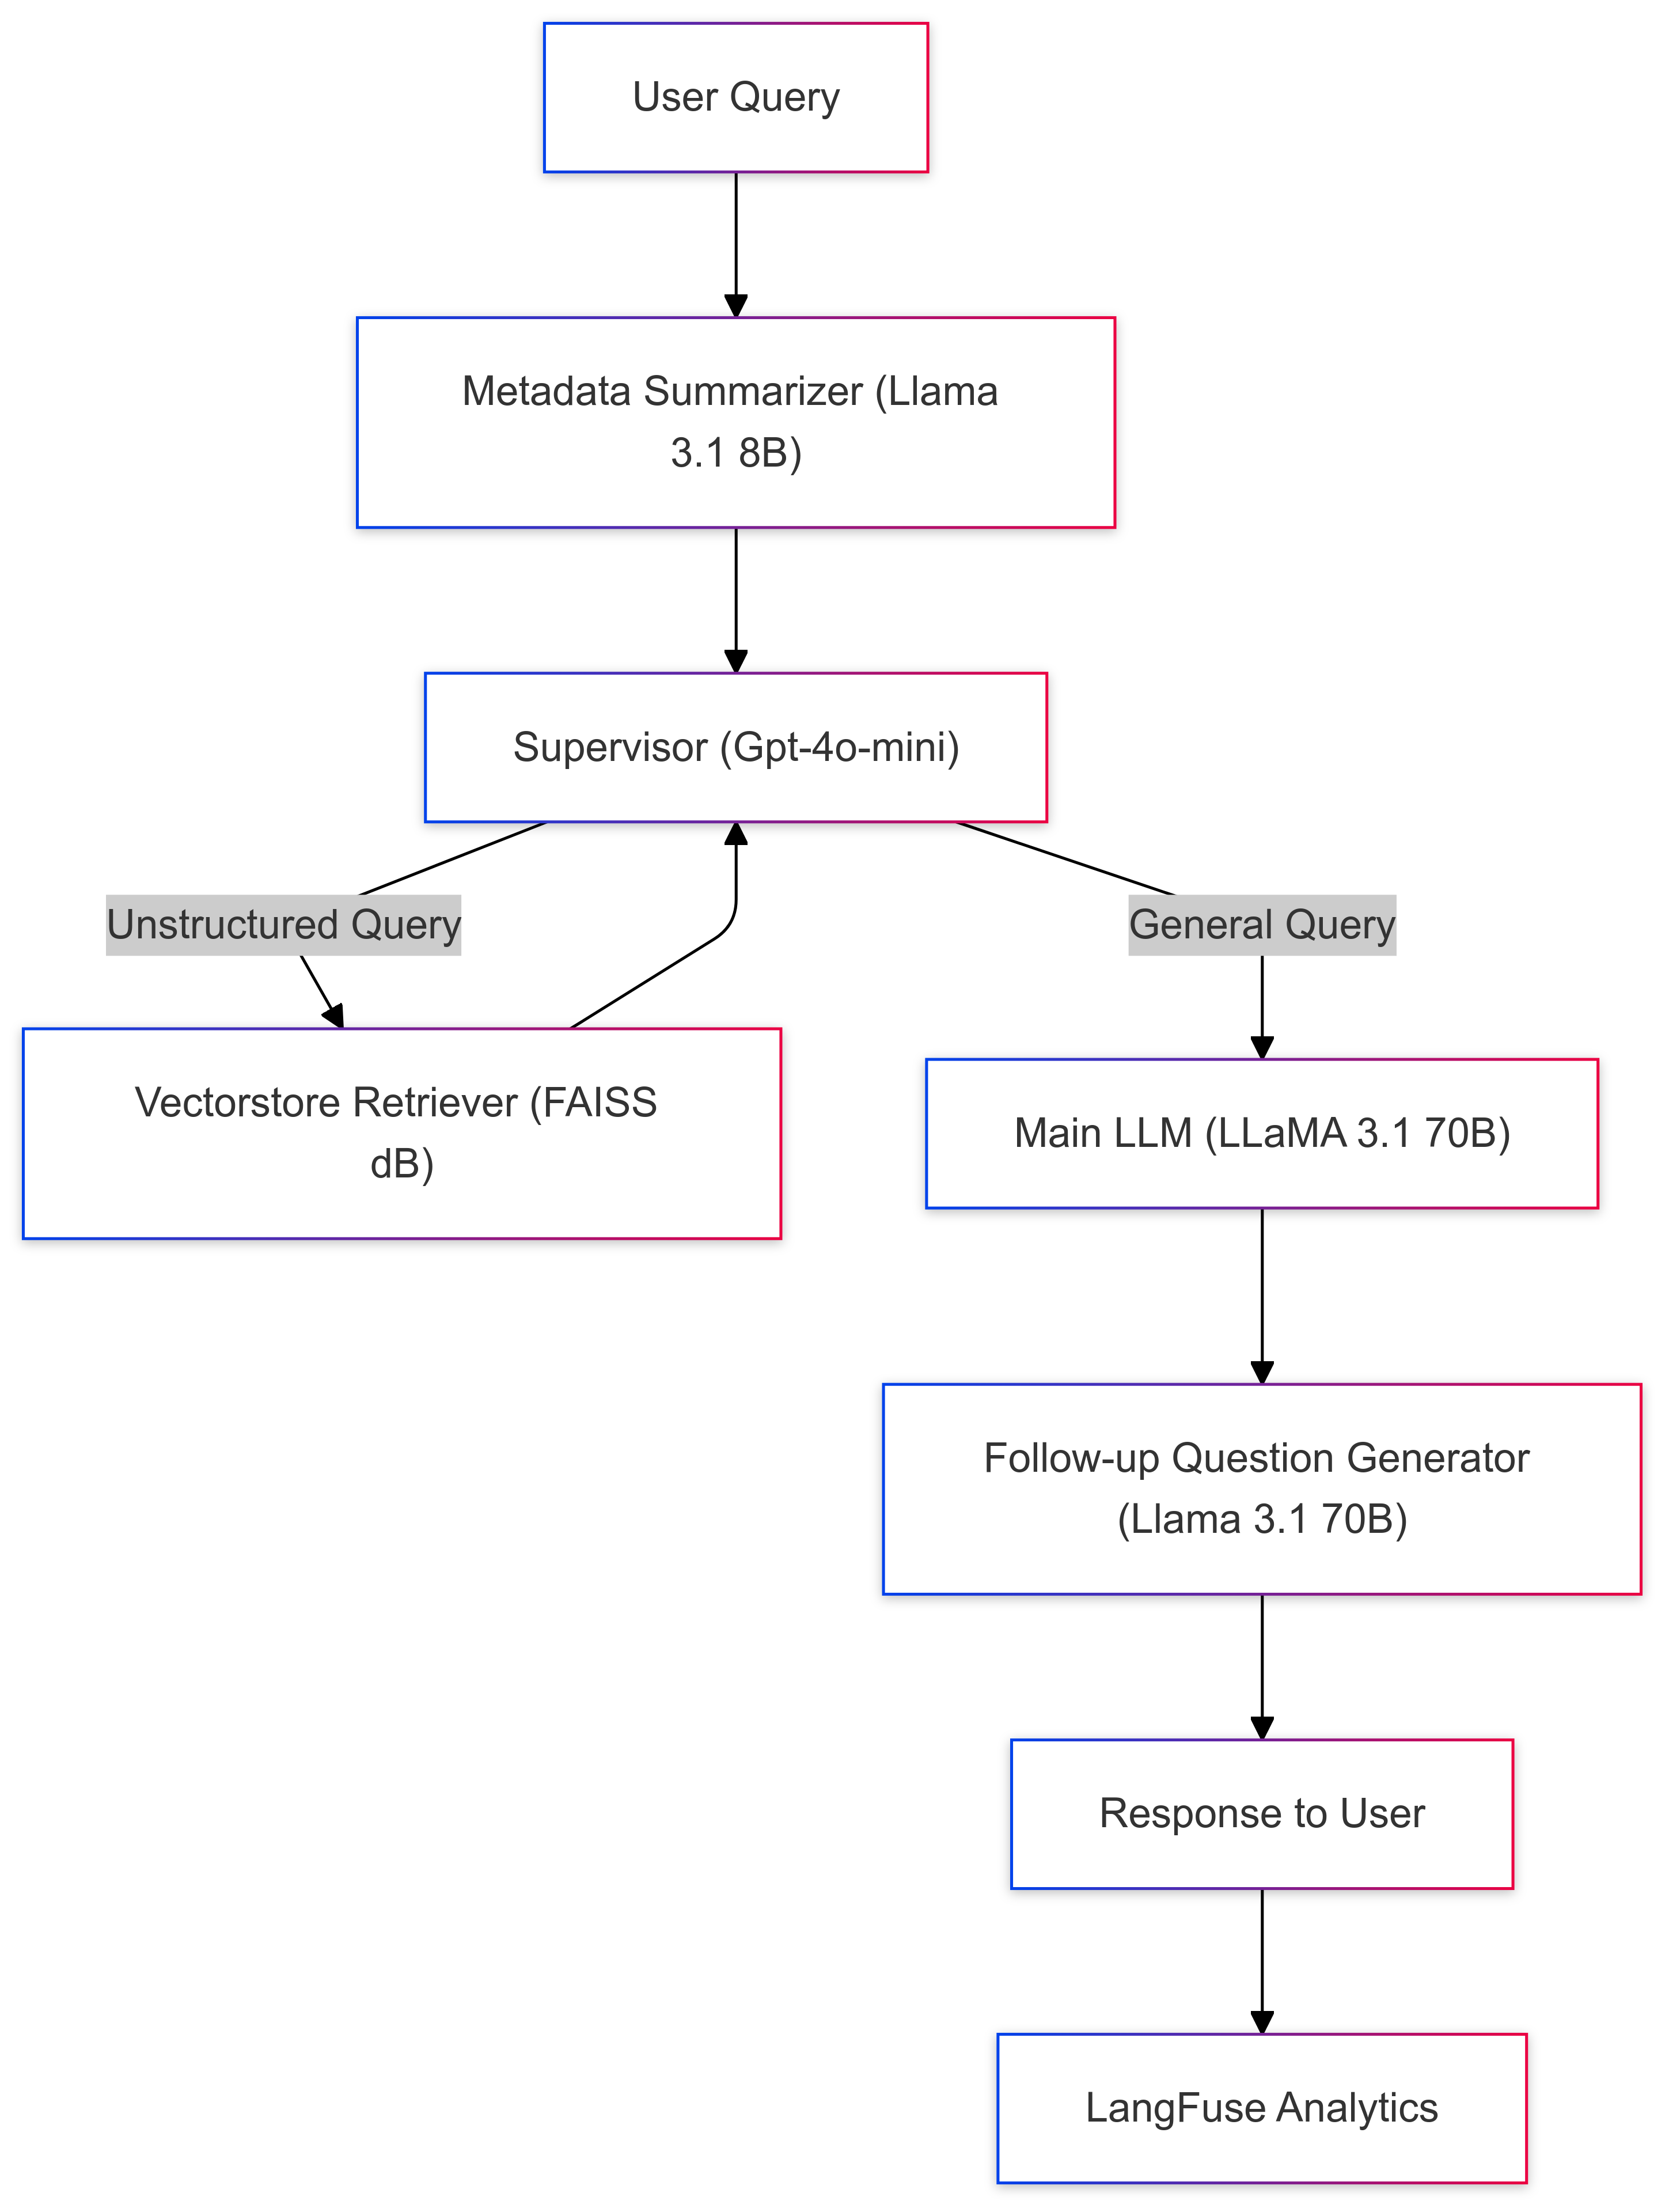 User Query
Metadata Summarizer (Llama
3.1 8B)
Supervisor (Gpt-4o-mini)
Unstructured Query
General Query
Vectorstore Retriever (FAISS
dB)
Main LLM (LLaMA 3.1 70B)
Follow-up Question Generator
(Llama 3.1 70B)
Response to User
LangFuse Analytics